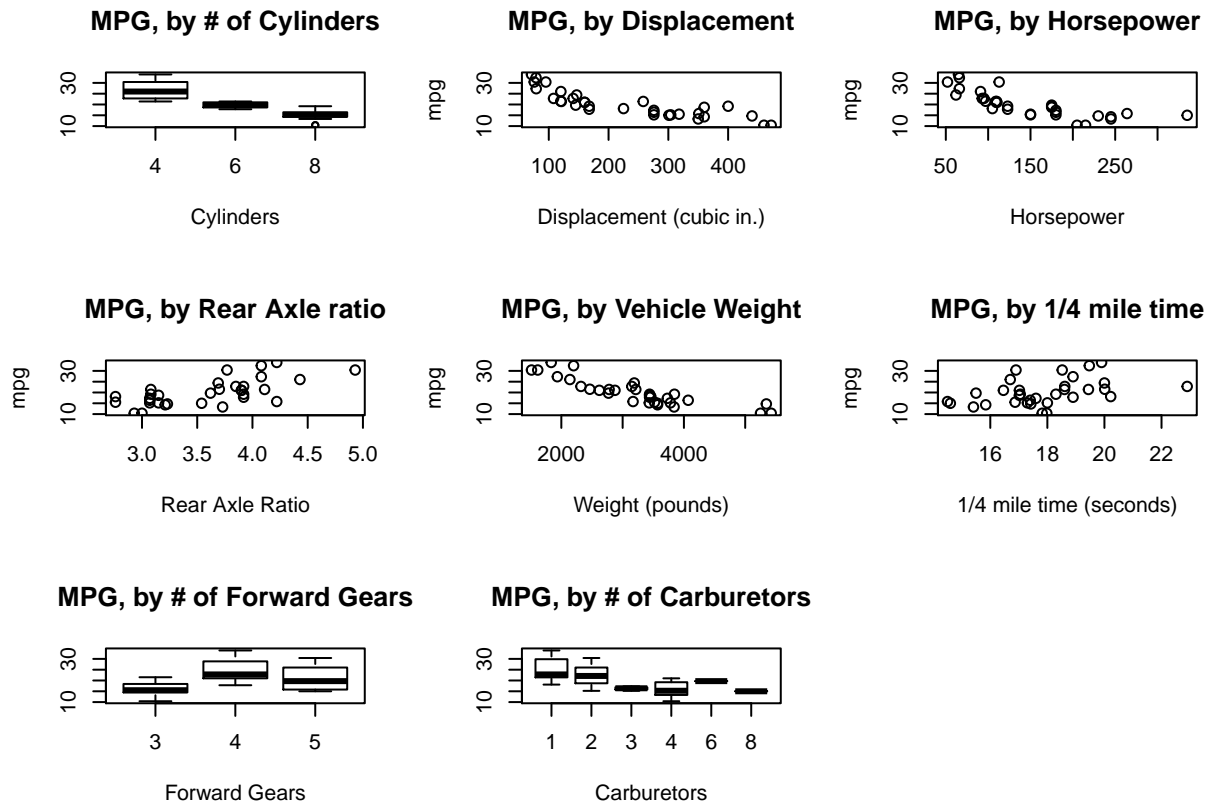 MPG, by # of Cylinders
30
10
4 6 8
Cylinders
MPG, by Displacement
mpg
30
10
100 200 300 400
Displacement (cubic in.)
MPG, by Horsepower
mpg
30
10
50 150 250
Horsepower
MPG, by Rear Axle ratio
mpg
30
10
3.0 3.5 4.0 4.5 5.0
Rear Axle Ratio
MPG, by Vehicle Weight
mpg
30
10
2000 4000
Weight (pounds)
MPG, by 1/4 mile time
mpg
30
10
16 18 20 22
1/4 mile time (seconds)
MPG, by # of Forward Gears
30
10
3 4 5
Forward Gears
MPG, by # of Carburetors
30
10
1 2 3 4 6 8
Carburetors